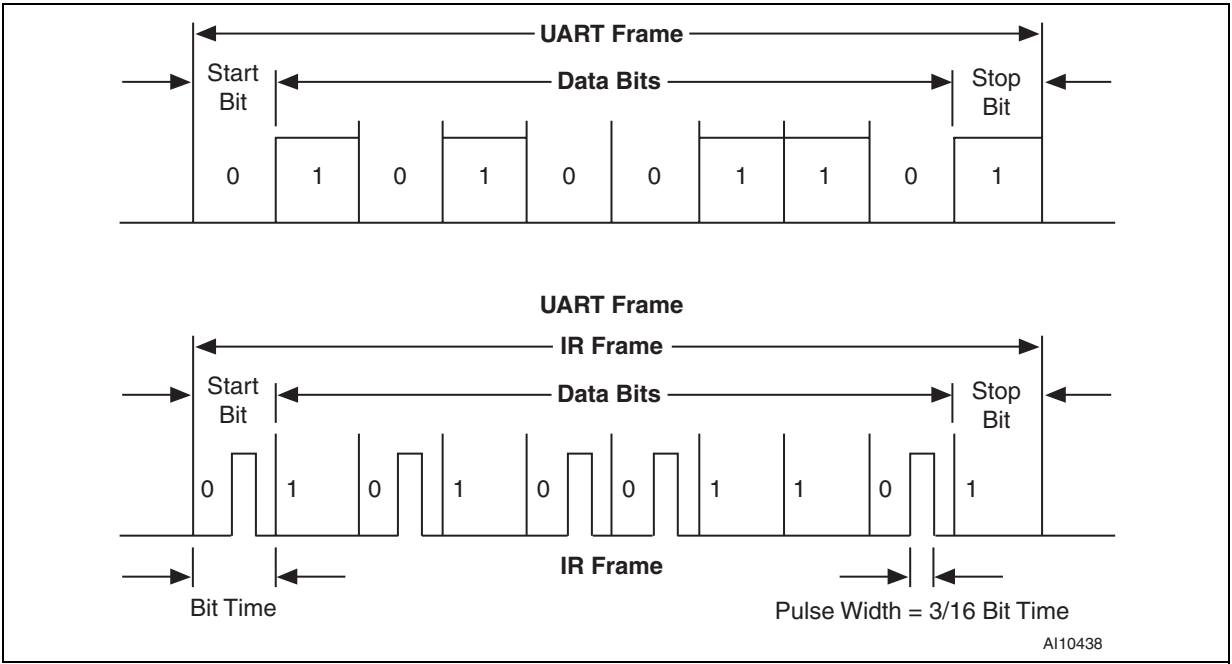 UART Frame
Start Bit
Data Bits
Stop Bit
0 1 0 1 0 0 1 1 0 1
UART Frame
IR Frame
Start Bit
Data Bits
Stop Bit
0 1 0 1 0 0 1 1 0 1
IR Frame
Bit Time
Pulse Width = 3/16 Bit Time
AI10438